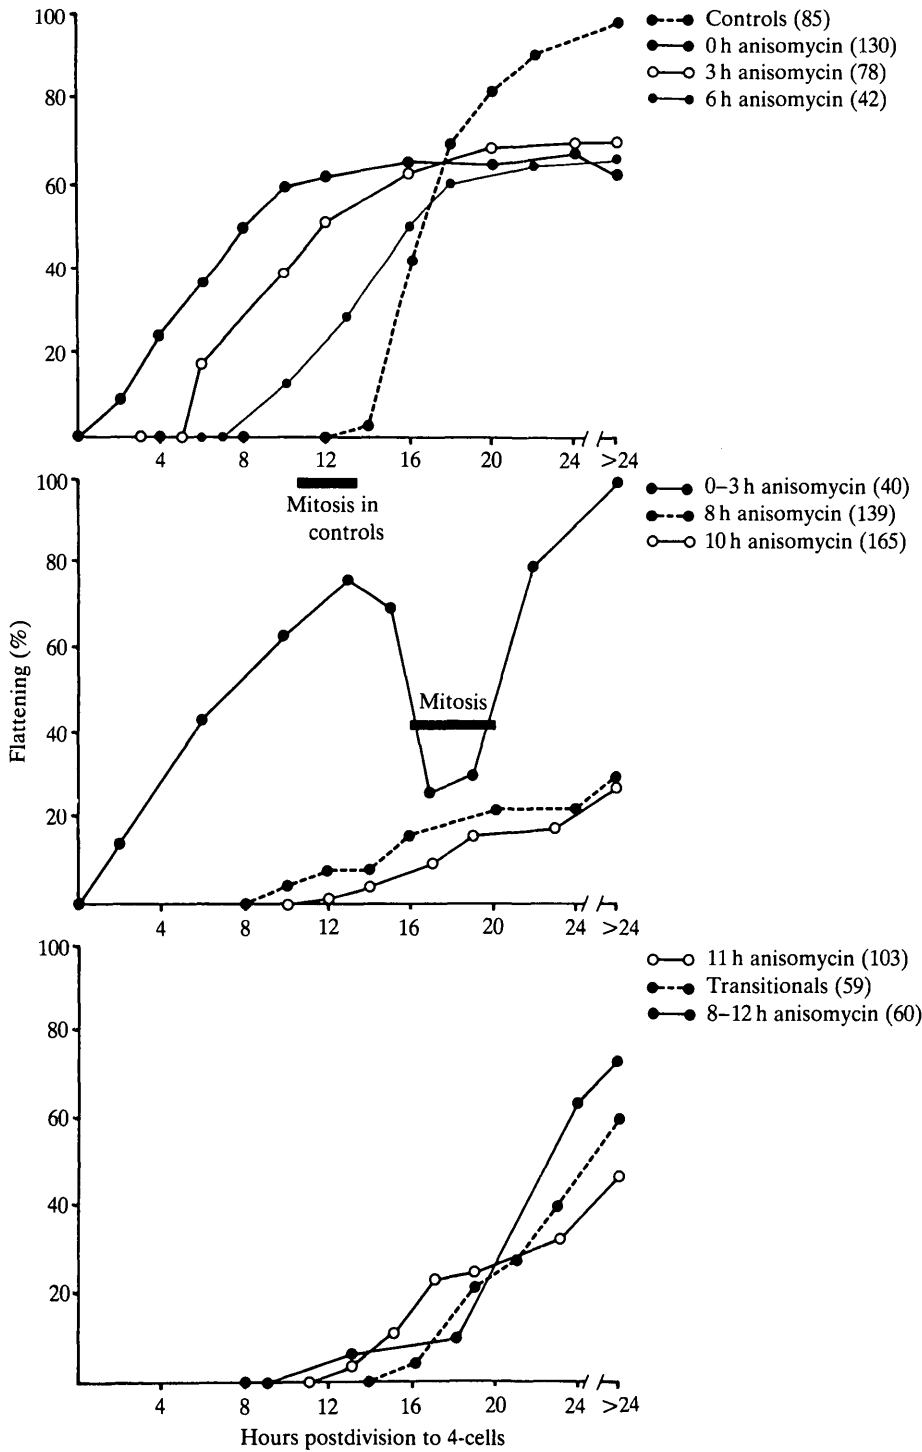 100
80
60
40
20
4 8 12 16 20 24 >24
Controls (85)
0 h anisomycin (130)
3 h anisomycin (78)
6 h anisomycin (42)
Mitosis in
controls
100
80
60
40
20
Flattening (%)
Mitosis
4 8 12 16 20 24 >24
0–3 h anisomycin (40)
8 h anisomycin (139)
10 h anisomycin (165)
100
80
60
40
20
4 8 12 16 20 24 >24
11 h anisomycin (103)
Transitionals (59)
8–12 h anisomycin (60)
Hours postdivision to 4-cells